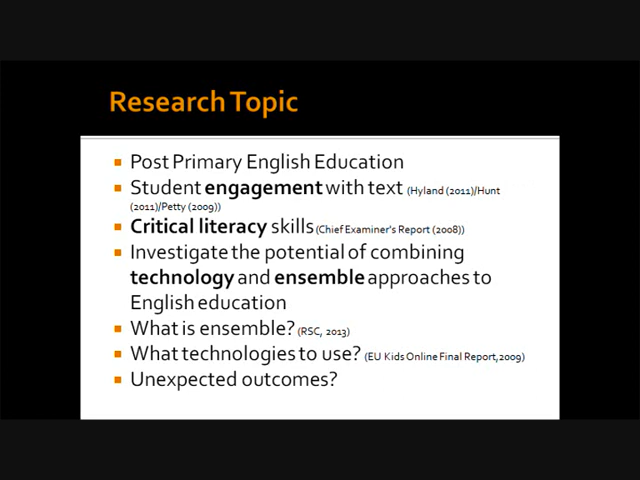 Research Topic
Post Primary English Education
Student engagement with text (Hyland (2011)/Hunt
(2011)/Petty (2009))
Critical literacy skills (Chief Examiner's Report (2008))
Investigate the potential of combining
technology and ensemble approaches to
English education
What is ensemble? (RSC, 2013)
What technologies to use? (EU Kids Online Final Report,2009)
Unexpected outcomes?